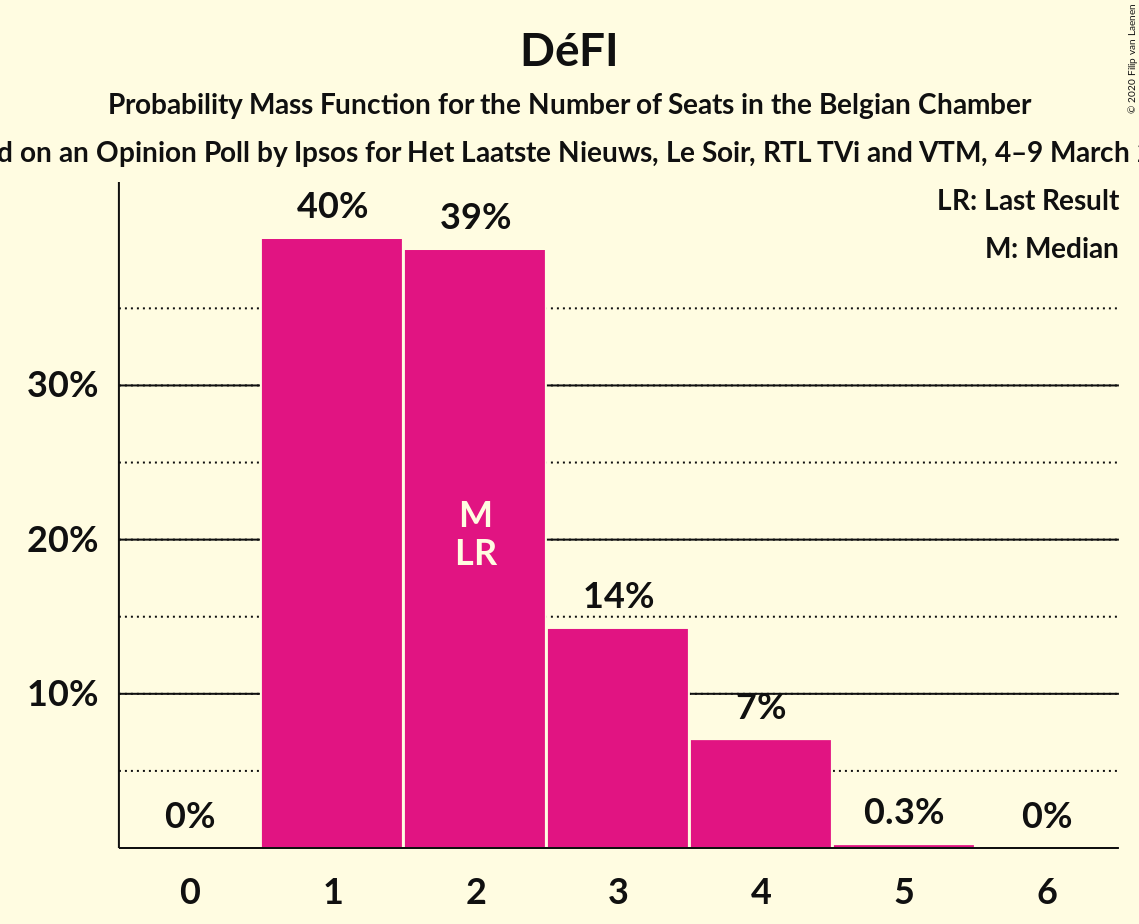 DéFI
Probability Mass Function for the Number of Seats in the Belgian Chamber
on an Opinion Poll by Ipsos for Het Laatste Nieuws, Le Soir, RTL TVi and VTM, 4–9 March
© 2020 Filip van Laenen
LR: Last Result
M: Median
40%
39%
30%
M
LR
20%
14%
10%
7%
0%
0.3%
0%
0 1 2 3 4 5 6